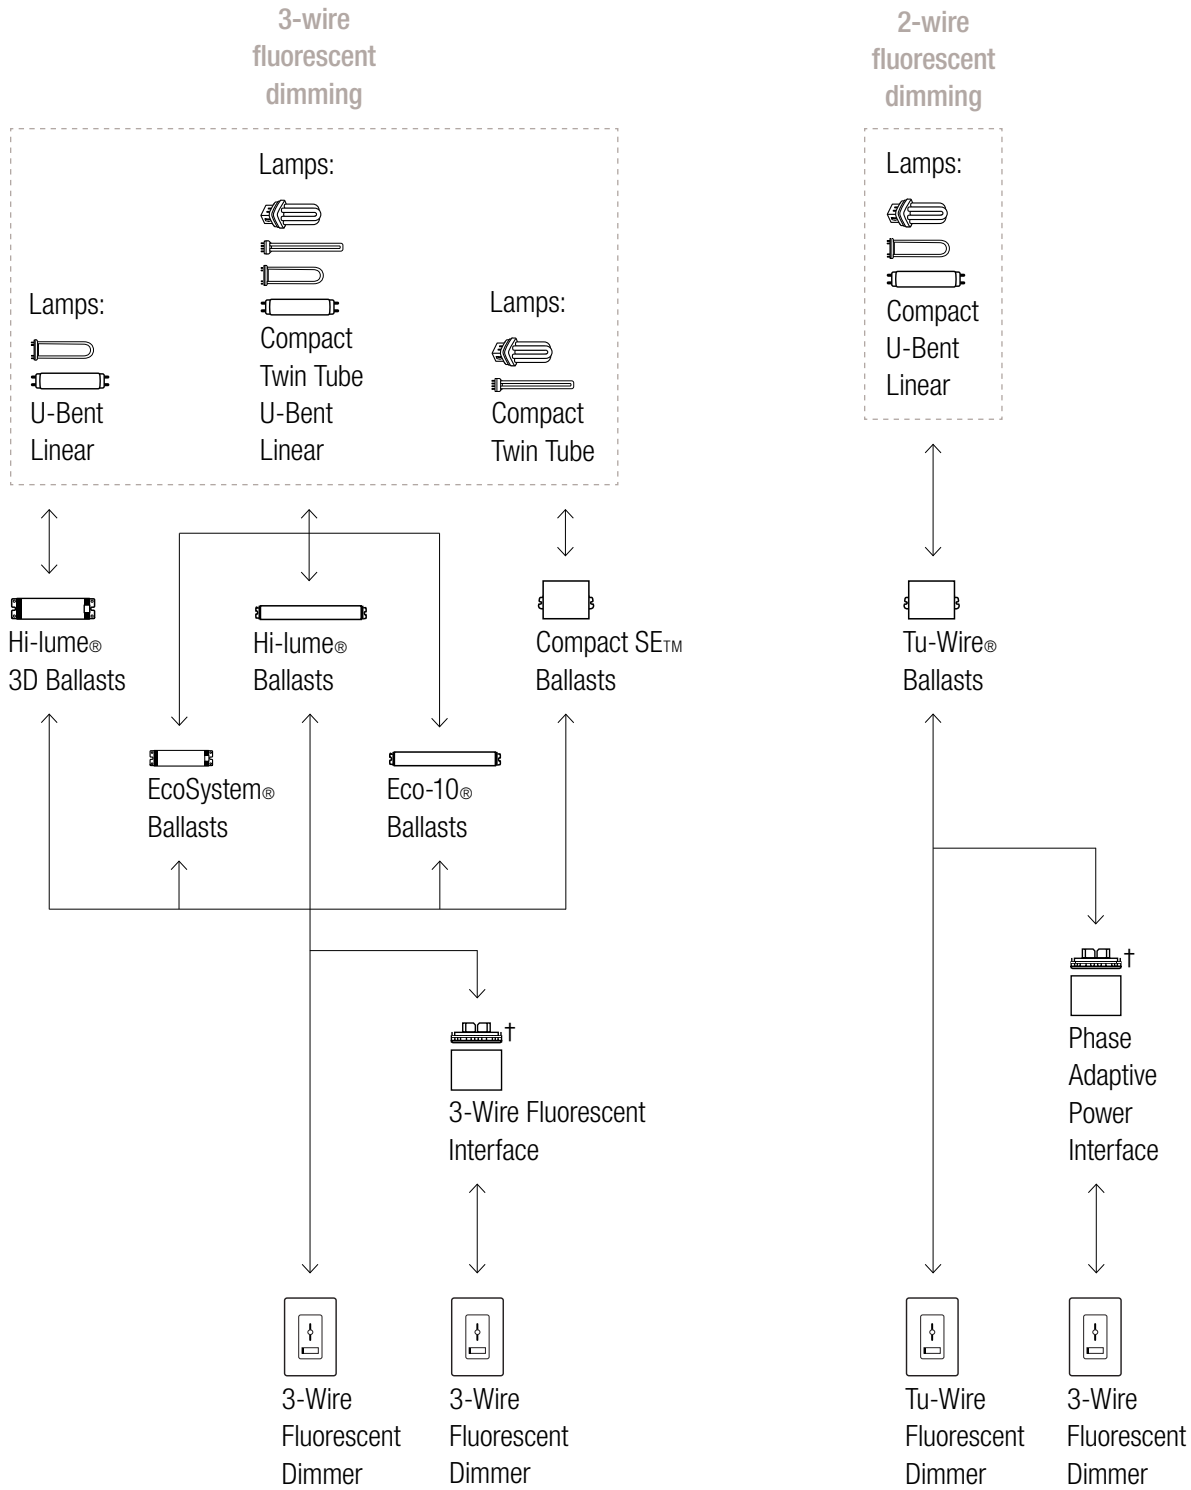 3-wire
fluorescent
dimming
2-wire
fluorescent
dimming
Lamps:
U-Bent
Linear
Lamps:
Compact
Twin Tube
U-Bent
Linear
Lamps:
Compact
Twin Tube
Lamps:
Compact
U-Bent
Linear
Hi-lume®
3D Ballasts
Hi-lume®
Ballasts
Compact SE™
Ballasts
Tu-Wire®
Ballasts
EcoSystem®
Ballasts
Eco-10®
Ballasts
†
3-Wire Fluorescent
Interface
†
Phase
Adaptive
Power
Interface
3-Wire
Fluorescent
Dimmer
3-Wire
Fluorescent
Dimmer
Tu-Wire
Fluorescent
Dimmer
3-Wire
Fluorescent
Dimmer